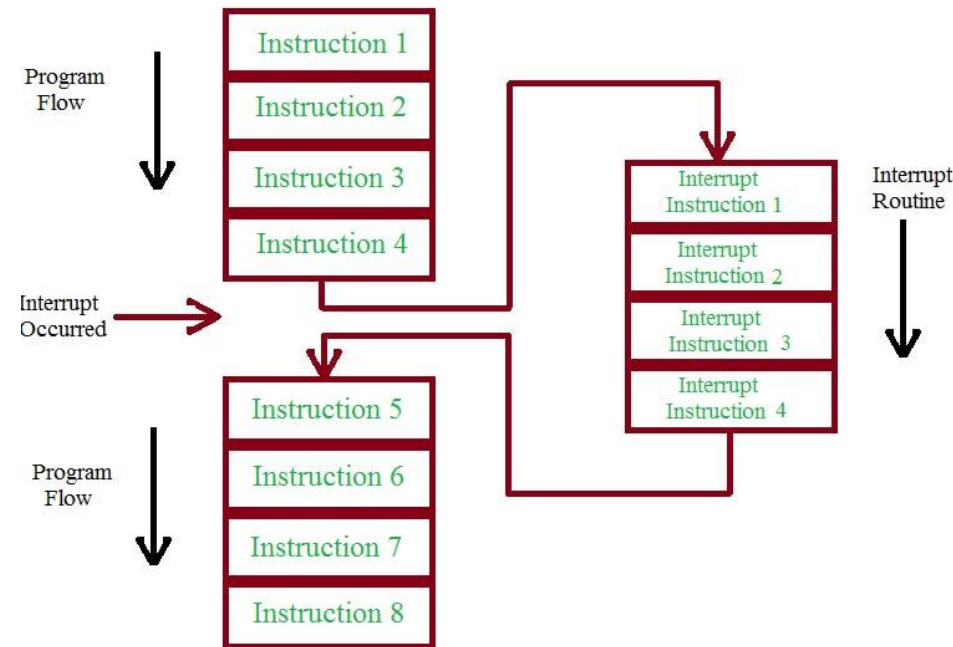 Program
Flow
Instruction 1
Instruction 2
Instruction 3
Instruction 4
Interrupt
Occurred
Interrupt
Instruction 1
Interrupt
Instruction 2
Interrupt
Instruction 3
Interrupt
Instruction 4
Interrupt
Routine
Program
Flow
Instruction 5
Instruction 6
Instruction 7
Instruction 8